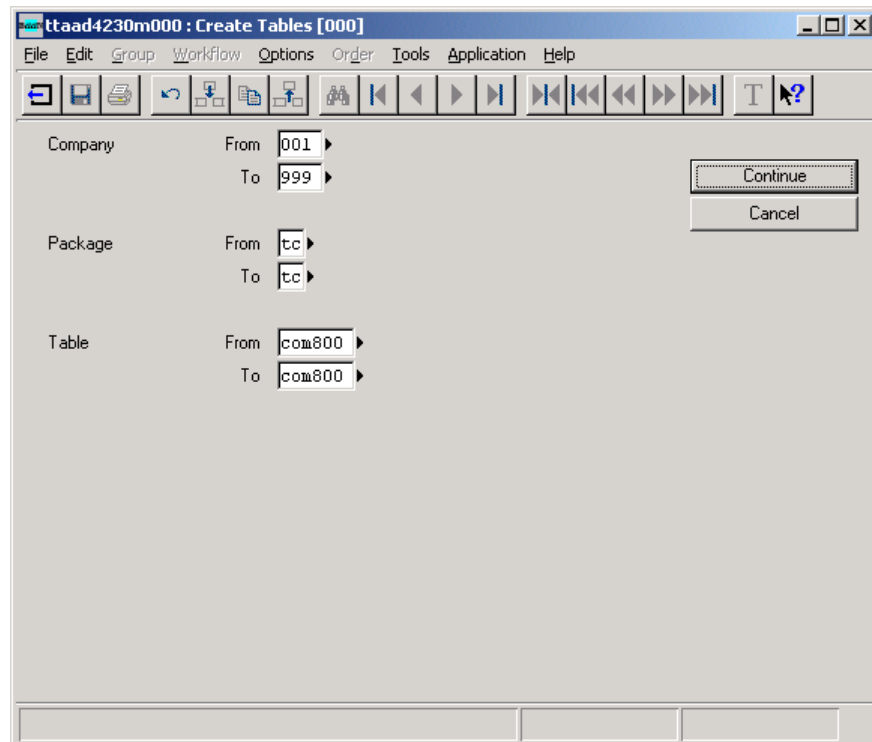 ttaad4230m000 : Create Tables [000]
File Edit Group Workflow Options Order Tools Application Help
T ?
Company From 001
To 999
Continue
Cancel
Package From tc
To tc
Table From com800
To com800